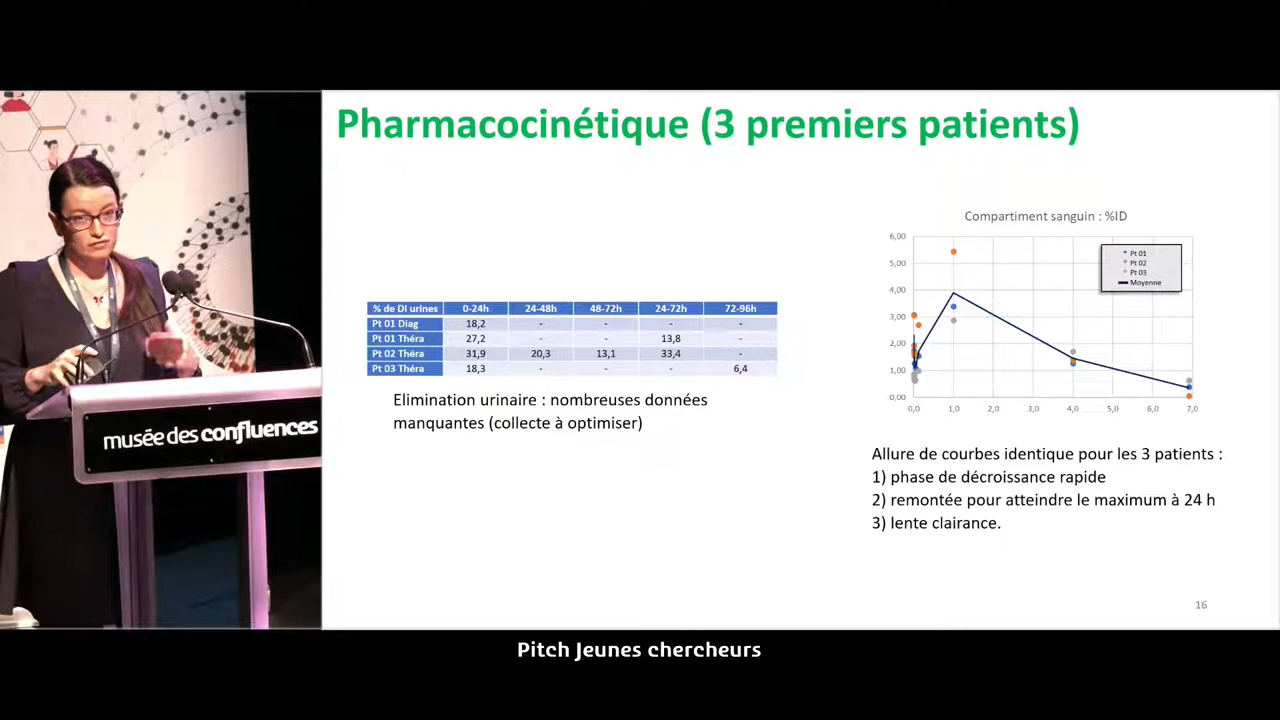 Pharmacocinétique (3 premiers patients)
Compartiment sanguin : %ID
6,00
5,00
4,00
3,00
2,00
1,00
0,00
0,0 1,0 2,0 3,0 4,0 5,0 6,0 7,0
Pt 01
Pt 02
Pt 03
Moyenne
% de DI urines 0-24h 24-48h 48-72h 24-72h 72-96h
Pt 01 Diag 18,2 - - - -
Pt 01 Théra 27,2 - - 13,8 -
Pt 02 Théra 31,9 20,3 13,1 33,4 -
Pt 03 Théra 18,3 - - - 6,4
Elimination urinaire : nombreuses données
manquantes (collecte à optimiser)
Allure de courbes identique pour les 3 patients :
1) phase de décroissance rapide
2) remontée pour atteindre le maximum à 24 h
3) lente clairance.
16
musée des confluences
Pitch Jeunes chercheurs